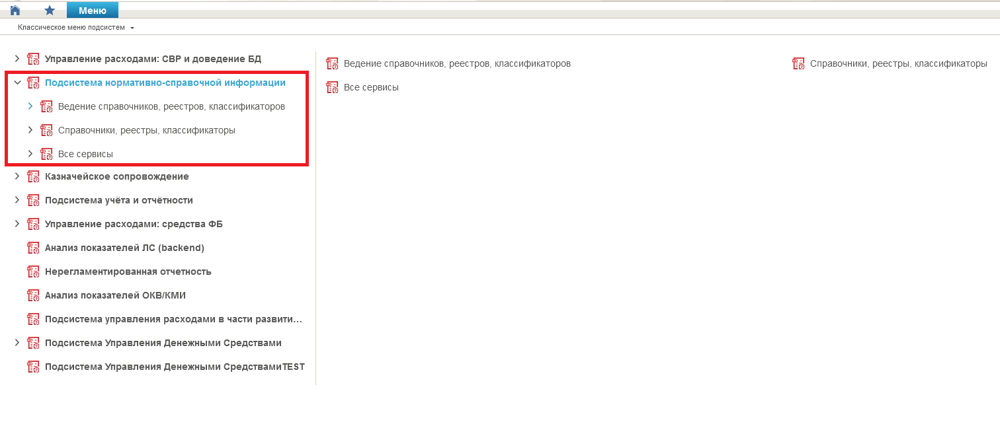 Меню
Классическое меню подсистем
Управление расходами: СВР и доведение БД
Подсистема нормативно-справочной информации
Ведение справочников, реестров, классификаторов
Справочники, реестры, классификаторы
Все сервисы
Казначейское сопровождение
Подсистема учёта и отчётности
Управление расходами: средства ФБ
Анализ показателей ЛС (backend)
Нерегламентированная отчетность
Анализ показателей ОКВ/КМИ
Подсистема управления расходами в части развити...
Подсистема Управления Денежными Средствами
Подсистема Управления Денежными СредствамиTEST
Ведение справочников, реестров, классификаторов
Справочники, реестры, классификаторы
Все сервисы